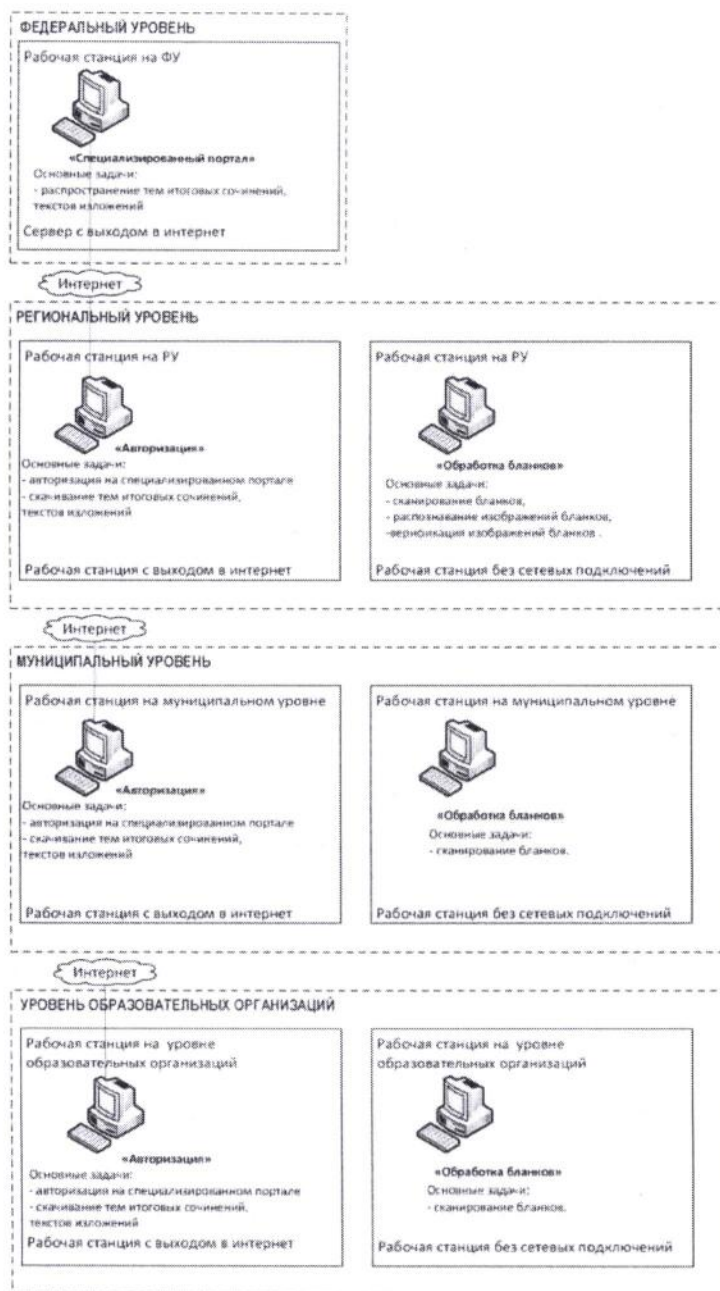 ФЕДЕРАЛЬНЫЙ УРОВЕНЬ
Рабочая станция на ФУ
«Специализированный портал»
Основные задачи:
- распространение тем итоговых сочинений,
текстов изложений
Сервер с выходом в интернет
Интернет
РЕГИОНАЛЬНЫЙ УРОВЕНЬ
Рабочая станция на РУ
«Авторизация»
Основные задачи:
- авторизация на специализированном портале
- скачивание тем итоговых сочинений,
текстов изложений
Рабочая станция с выходом в интернет
Рабочая станция на РУ
«Обработка бланков»
Основные задачи:
- сканирование бланков,
- распознавание изображений бланков,
-верификация изображений бланков .
Рабочая станция без сетевых подключений
Интернет
МУНИЦИПАЛЬНЫЙ УРОВЕНЬ
Рабочая станция на муниципальном уровне
«Авторизация»
Основные задачи:
- авторизация на специализированном портале
- скачивание тем итоговых сочинений,
текстов изложений
Рабочая станция с выходом в интернет
Рабочая станция на муниципальном уровне
«Обработка бланков»
Основные задачи:
- сканирование бланков.
Рабочая станция без сетевых подключений
Интернет
УРОВЕНЬ ОБРАЗОВАТЕЛЬНЫХ ОРГАНИЗАЦИЙ
Рабочая станция на уровне
образовательных организаций
«Авторизация»
Основные задачи:
- авторизация на специализированном портале
- скачивание тем итоговых сочинений,
текстов изложений
Рабочая станция с выходом в интернет
Рабочая станция на уровне
образовательных организаций
«Обработка бланков»
Основные задачи:
- сканирование бланков.
Рабочая станция без сетевых подключений